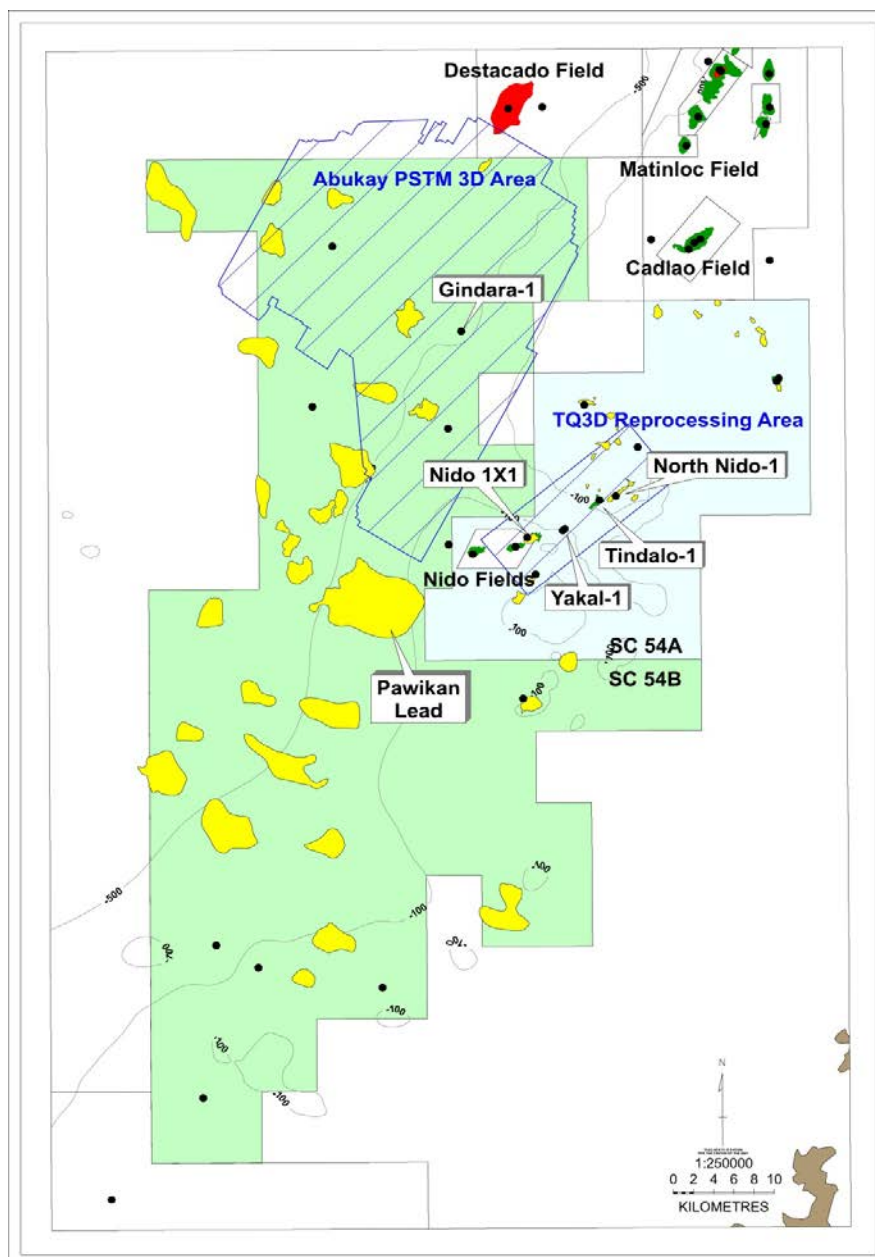 Destacado Field
-500
Matinloc Field
Abukay PSTM 3D Area
Cadlao Field
Gindara-1
TQ3D Reprocessing Area
Nido 1X1
North Nido-1
-100
Tindalo-1
Nido Fields
Yakal-1
-100
SC 54A
SC 54B
Pawikan
Lead
-100
-100
-500
-100
-100
-100
-100
-100
N
1:250000
0 2 4 6 8 10
KILOMETRES